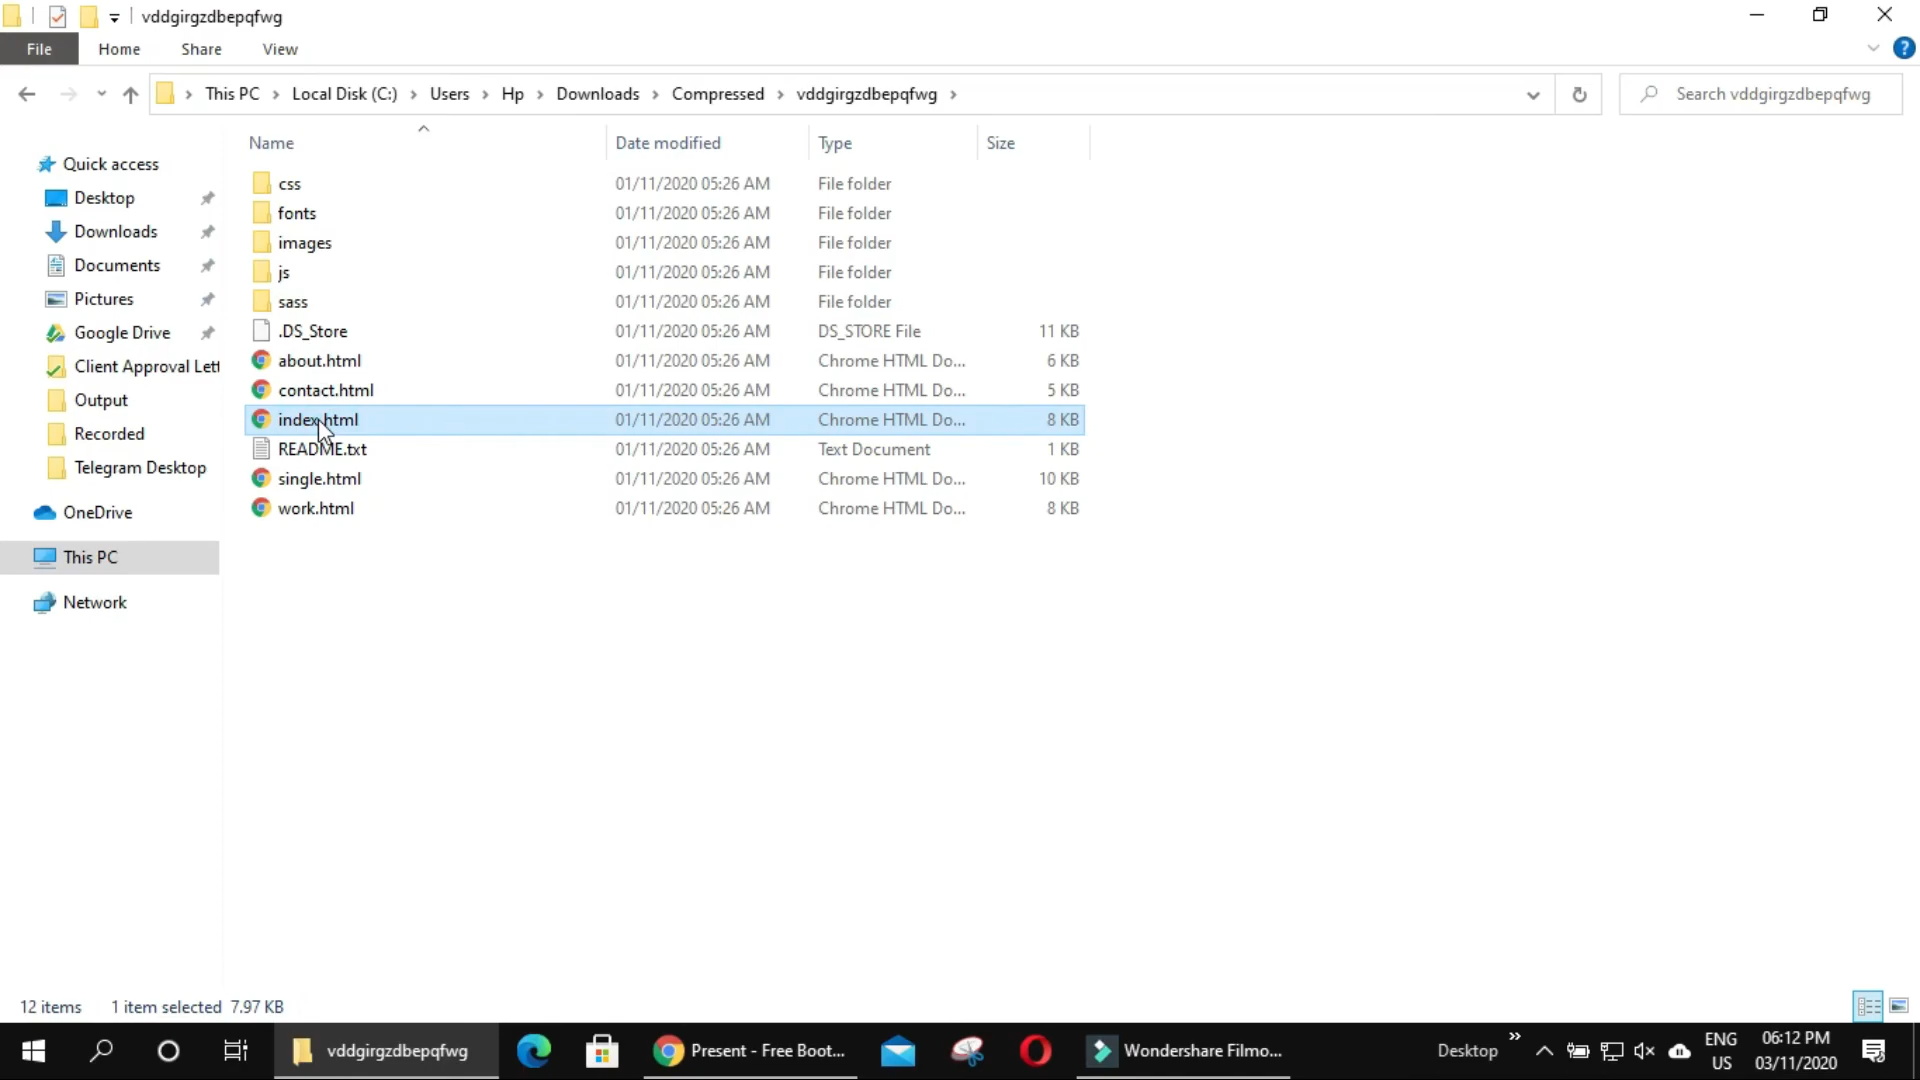 vddgirgzdbepqfwg
File Home Share View
This PC Local Disk (C:) Users Hp Downloads Compressed vddgirgzdbepqfwg Search vddgirgzdbepqfwg
Name Date modified Type Size
Quick access
Desktop
Downloads
Documents
Pictures
Google Drive
Client Approval Lett
Output
Recorded
Telegram Desktop
OneDrive
This PC
Network
css 01/11/2020 05:26 AM File folder
fonts 01/11/2020 05:26 AM File folder
images 01/11/2020 05:26 AM File folder
js 01/11/2020 05:26 AM File folder
sass 01/11/2020 05:26 AM File folder
.DS_Store 01/11/2020 05:26 AM DS_STORE File 11 KB
about.html 01/11/2020 05:26 AM Chrome HTML Do... 6 KB
contact.html 01/11/2020 05:26 AM Chrome HTML Do... 5 KB
index.html 01/11/2020 05:26 AM Chrome HTML Do... 8 KB
README.txt 01/11/2020 05:26 AM Text Document 1 KB
single.html 01/11/2020 05:26 AM Chrome HTML Do... 10 KB
work.html 01/11/2020 05:26 AM Chrome HTML Do... 8 KB
12 items 1 item selected 7.97 KB
vddgirgzdbepqfwg Present - Free Boot... Wondershare Filmo... Desktop
ENG
US
06:12 PM
03/11/2020